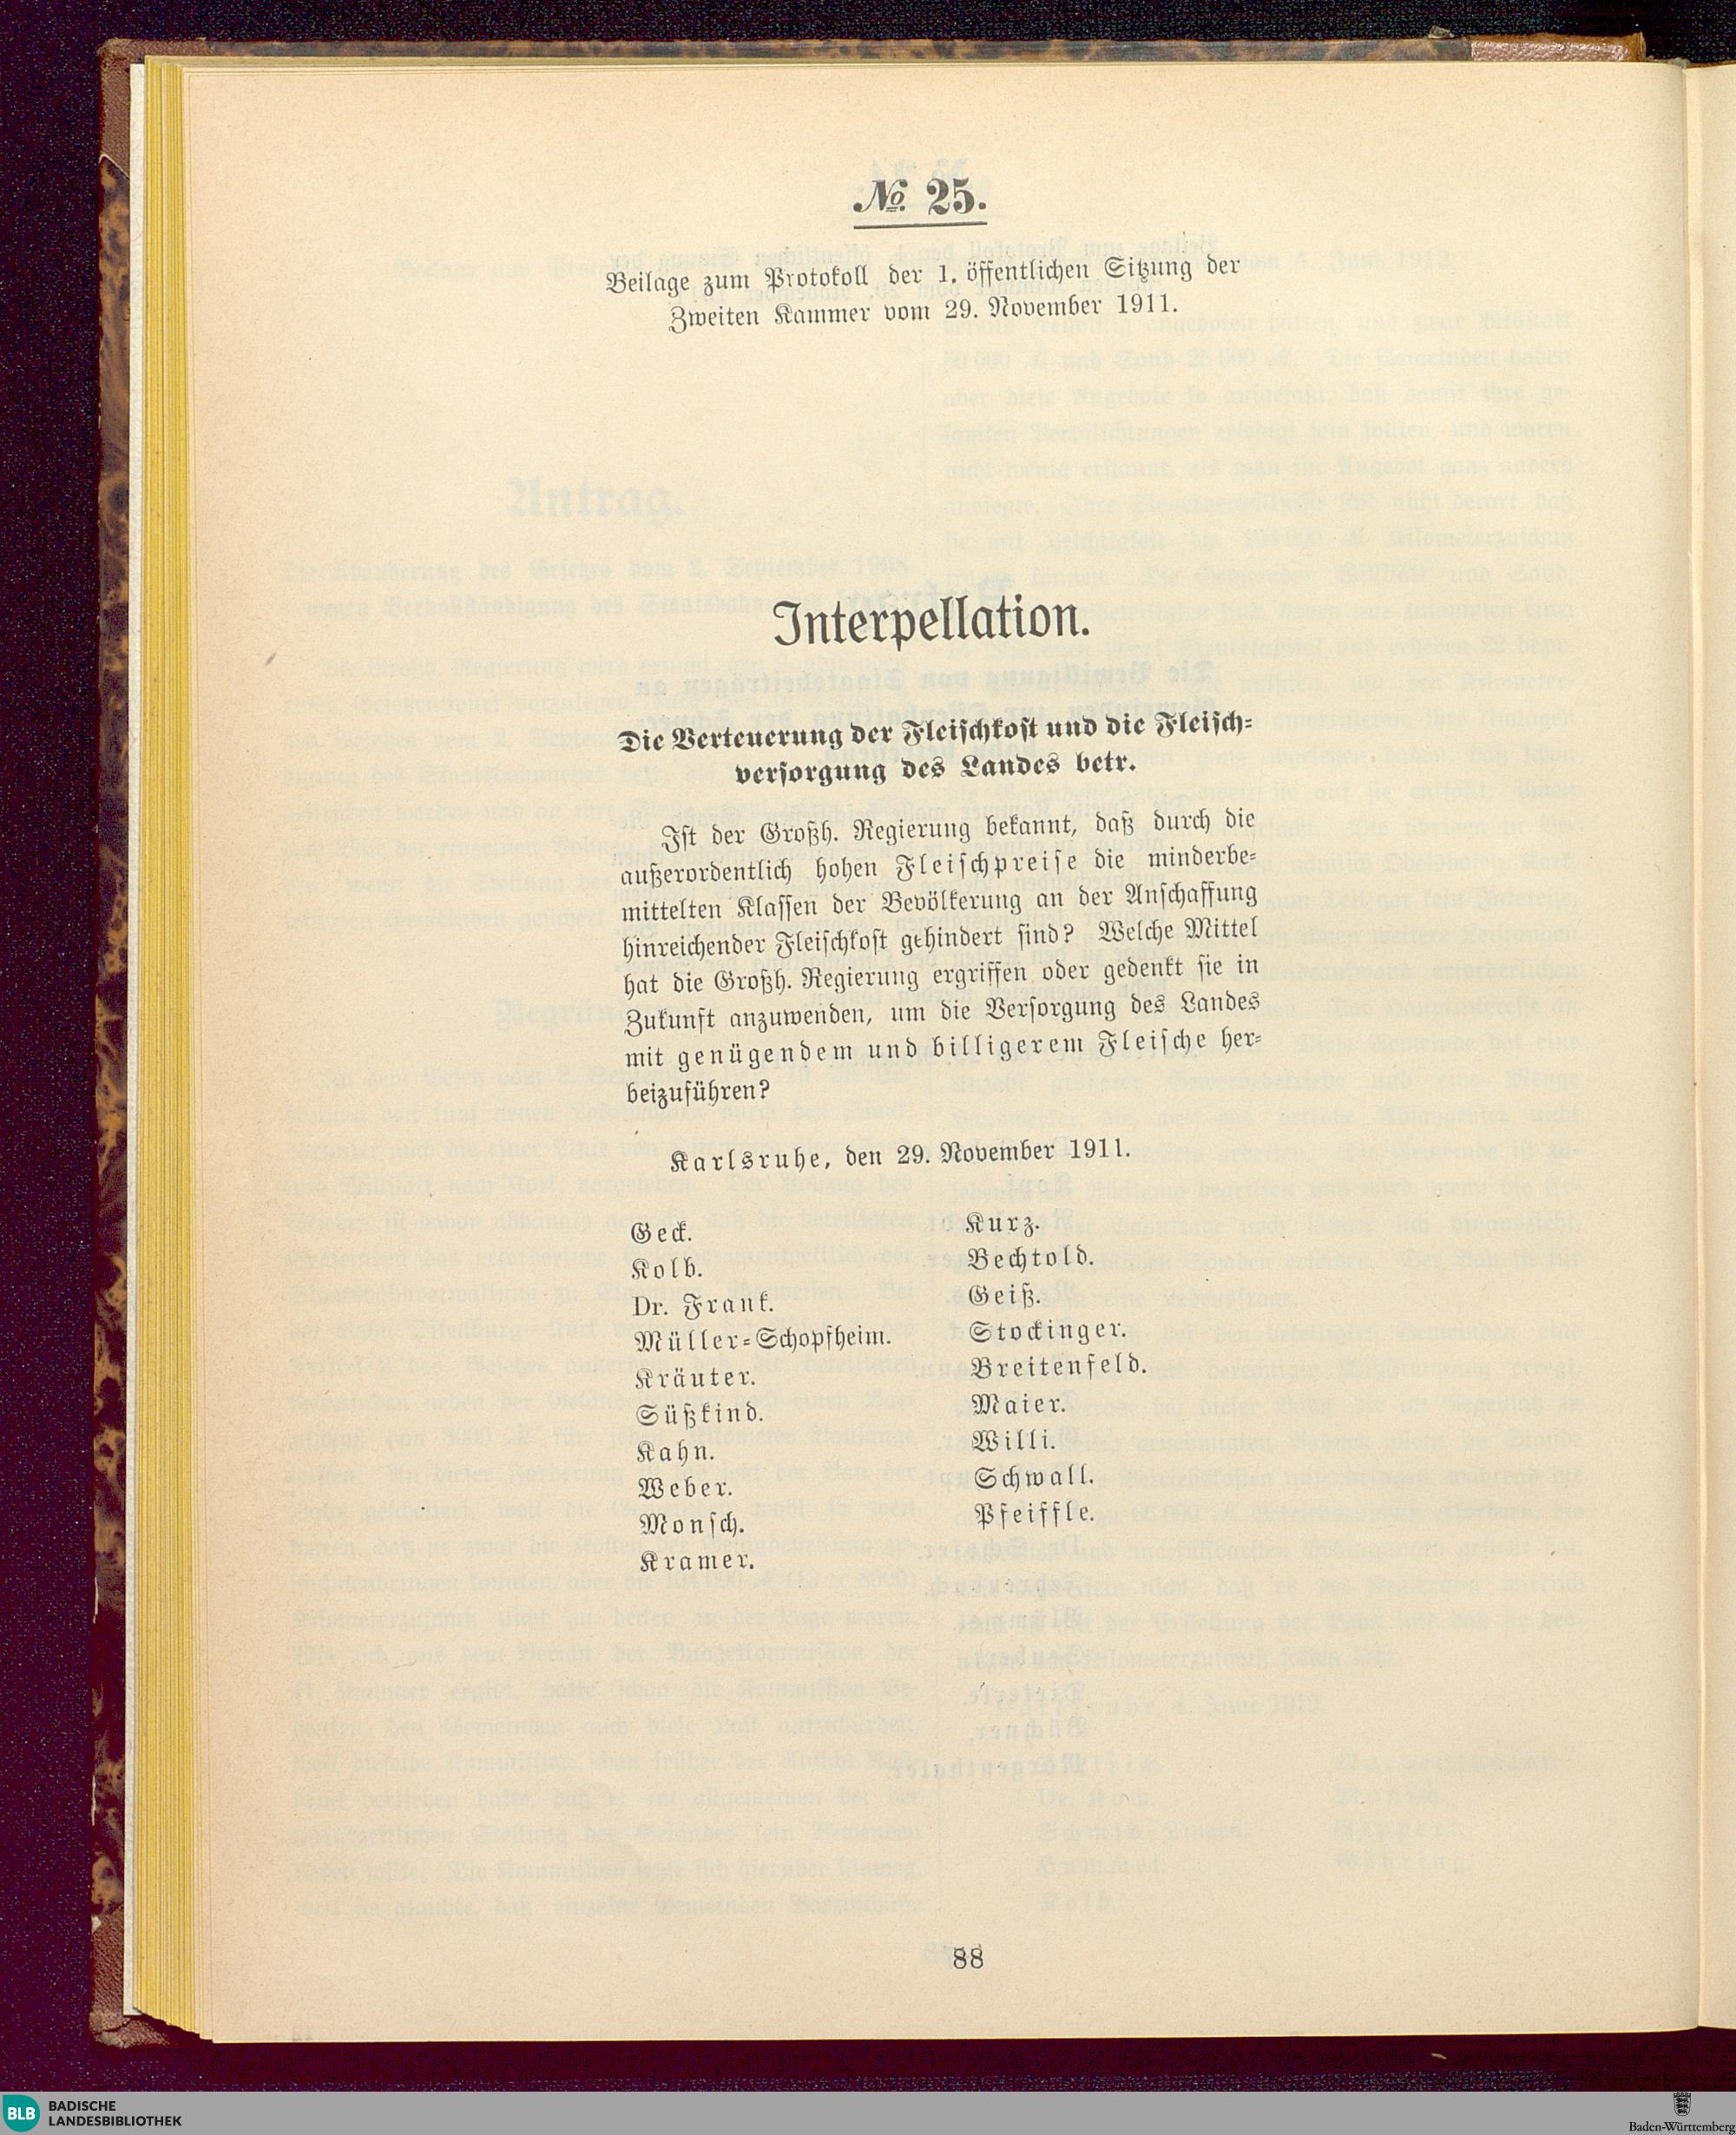 № 25.
Beilage zum Protokoll der 1. öffentlichen Sitzung der
Zweiten Kammer vom 29. November 1911.
Interpellation.
Die Verteuerung der Fleischkost und die Fleisch-
versorgung des Landes betr.
Ist der Großh. Regierung bekannt, daß durch die
außerordentlich hohen Fleischpreise die minderbe-
mittelten Klassen der Bevölkerung an der Anschaffung
hinreichender Fleischkost gehindert sind? Welche Mittel
hat die Großh. Regierung ergriffen oder gedenkt sie in
Zukunft anzuwenden, um die Versorgung des Landes
mit genügendem und billigerem Fleische her-
beizuführen?
Karlsruhe, den 29. November 1911.
Geck.
Kolb.
Dr. Frank.
Müller-Schopfheim.
Kräuter.
Süßkind.
Kahn.
Weber.
Monsch.
Kramer.
Kurz.
Bechtold.
Geiß.
Stockinger.
Breitenfeld.
Maier.
Willi.
Schwall.
Pfeiffle.
88
BLB BADISCHE
LANDESBIBLIOTHEK
Baden-Württemberg